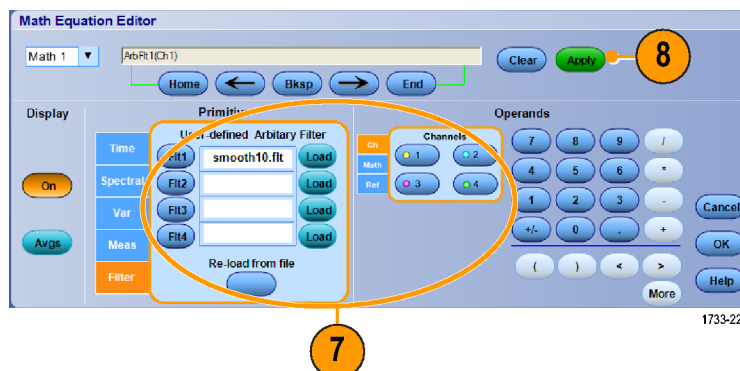 Math Equation Editor
Math 1
ArbFlt1(Ch1)
Clear
Apply
8
Home
Bksp
End
Display
Operands
On
Avgs
Time
Spectral
Var
Meas
Filter
User-defined Arbitary Filter
Flt1
smooth10.flt
Load
Flt2
Load
Flt3
Load
Flt4
Load
Re-load from file
Ch
Math
Ref
Channels
1
2
3
4
7 8 9 /
4 5 6 *
1 2 3 -
+/- 0 . +
( ) < >
More
Cancel
OK
Help
1733-22
7